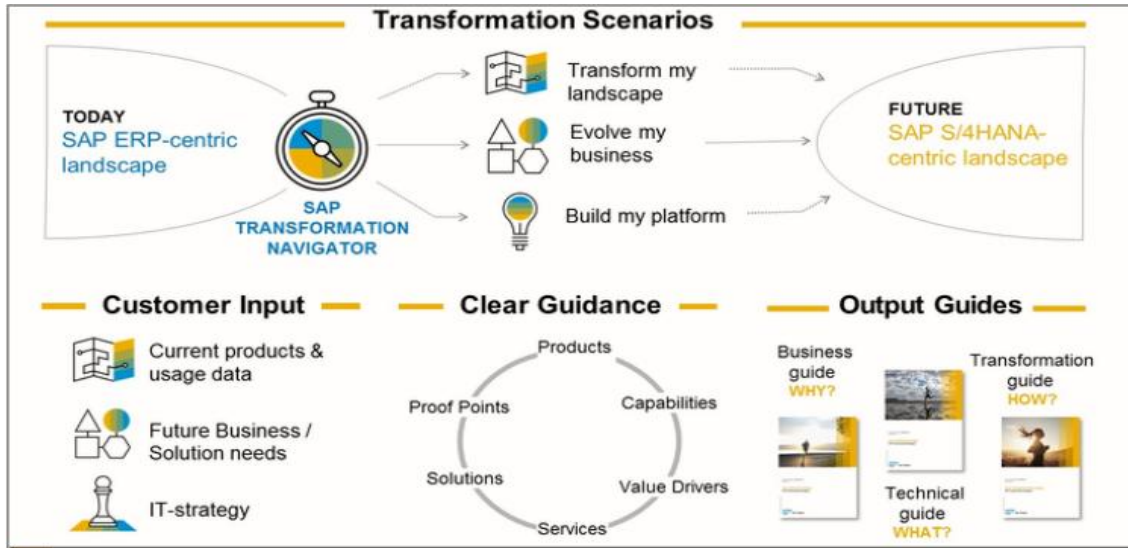 Transformation Scenarios
TODAY
SAP ERP-centric
landscape
SAP
TRANSFORMATION
NAVIGATOR
Transform my
landscape
Evolve my
business
Build my platform
FUTURE
SAP S/4HANA-
centric landscape
Customer Input
Current products &
usage data
Future Business /
Solution needs
IT-strategy
Clear Guidance
Products
Capabilities
Value Drivers
Services
Solutions
Proof Points
Output Guides
Business
guide
WHY?
Technical
guide
WHAT?
Transformation
guide
HOW?